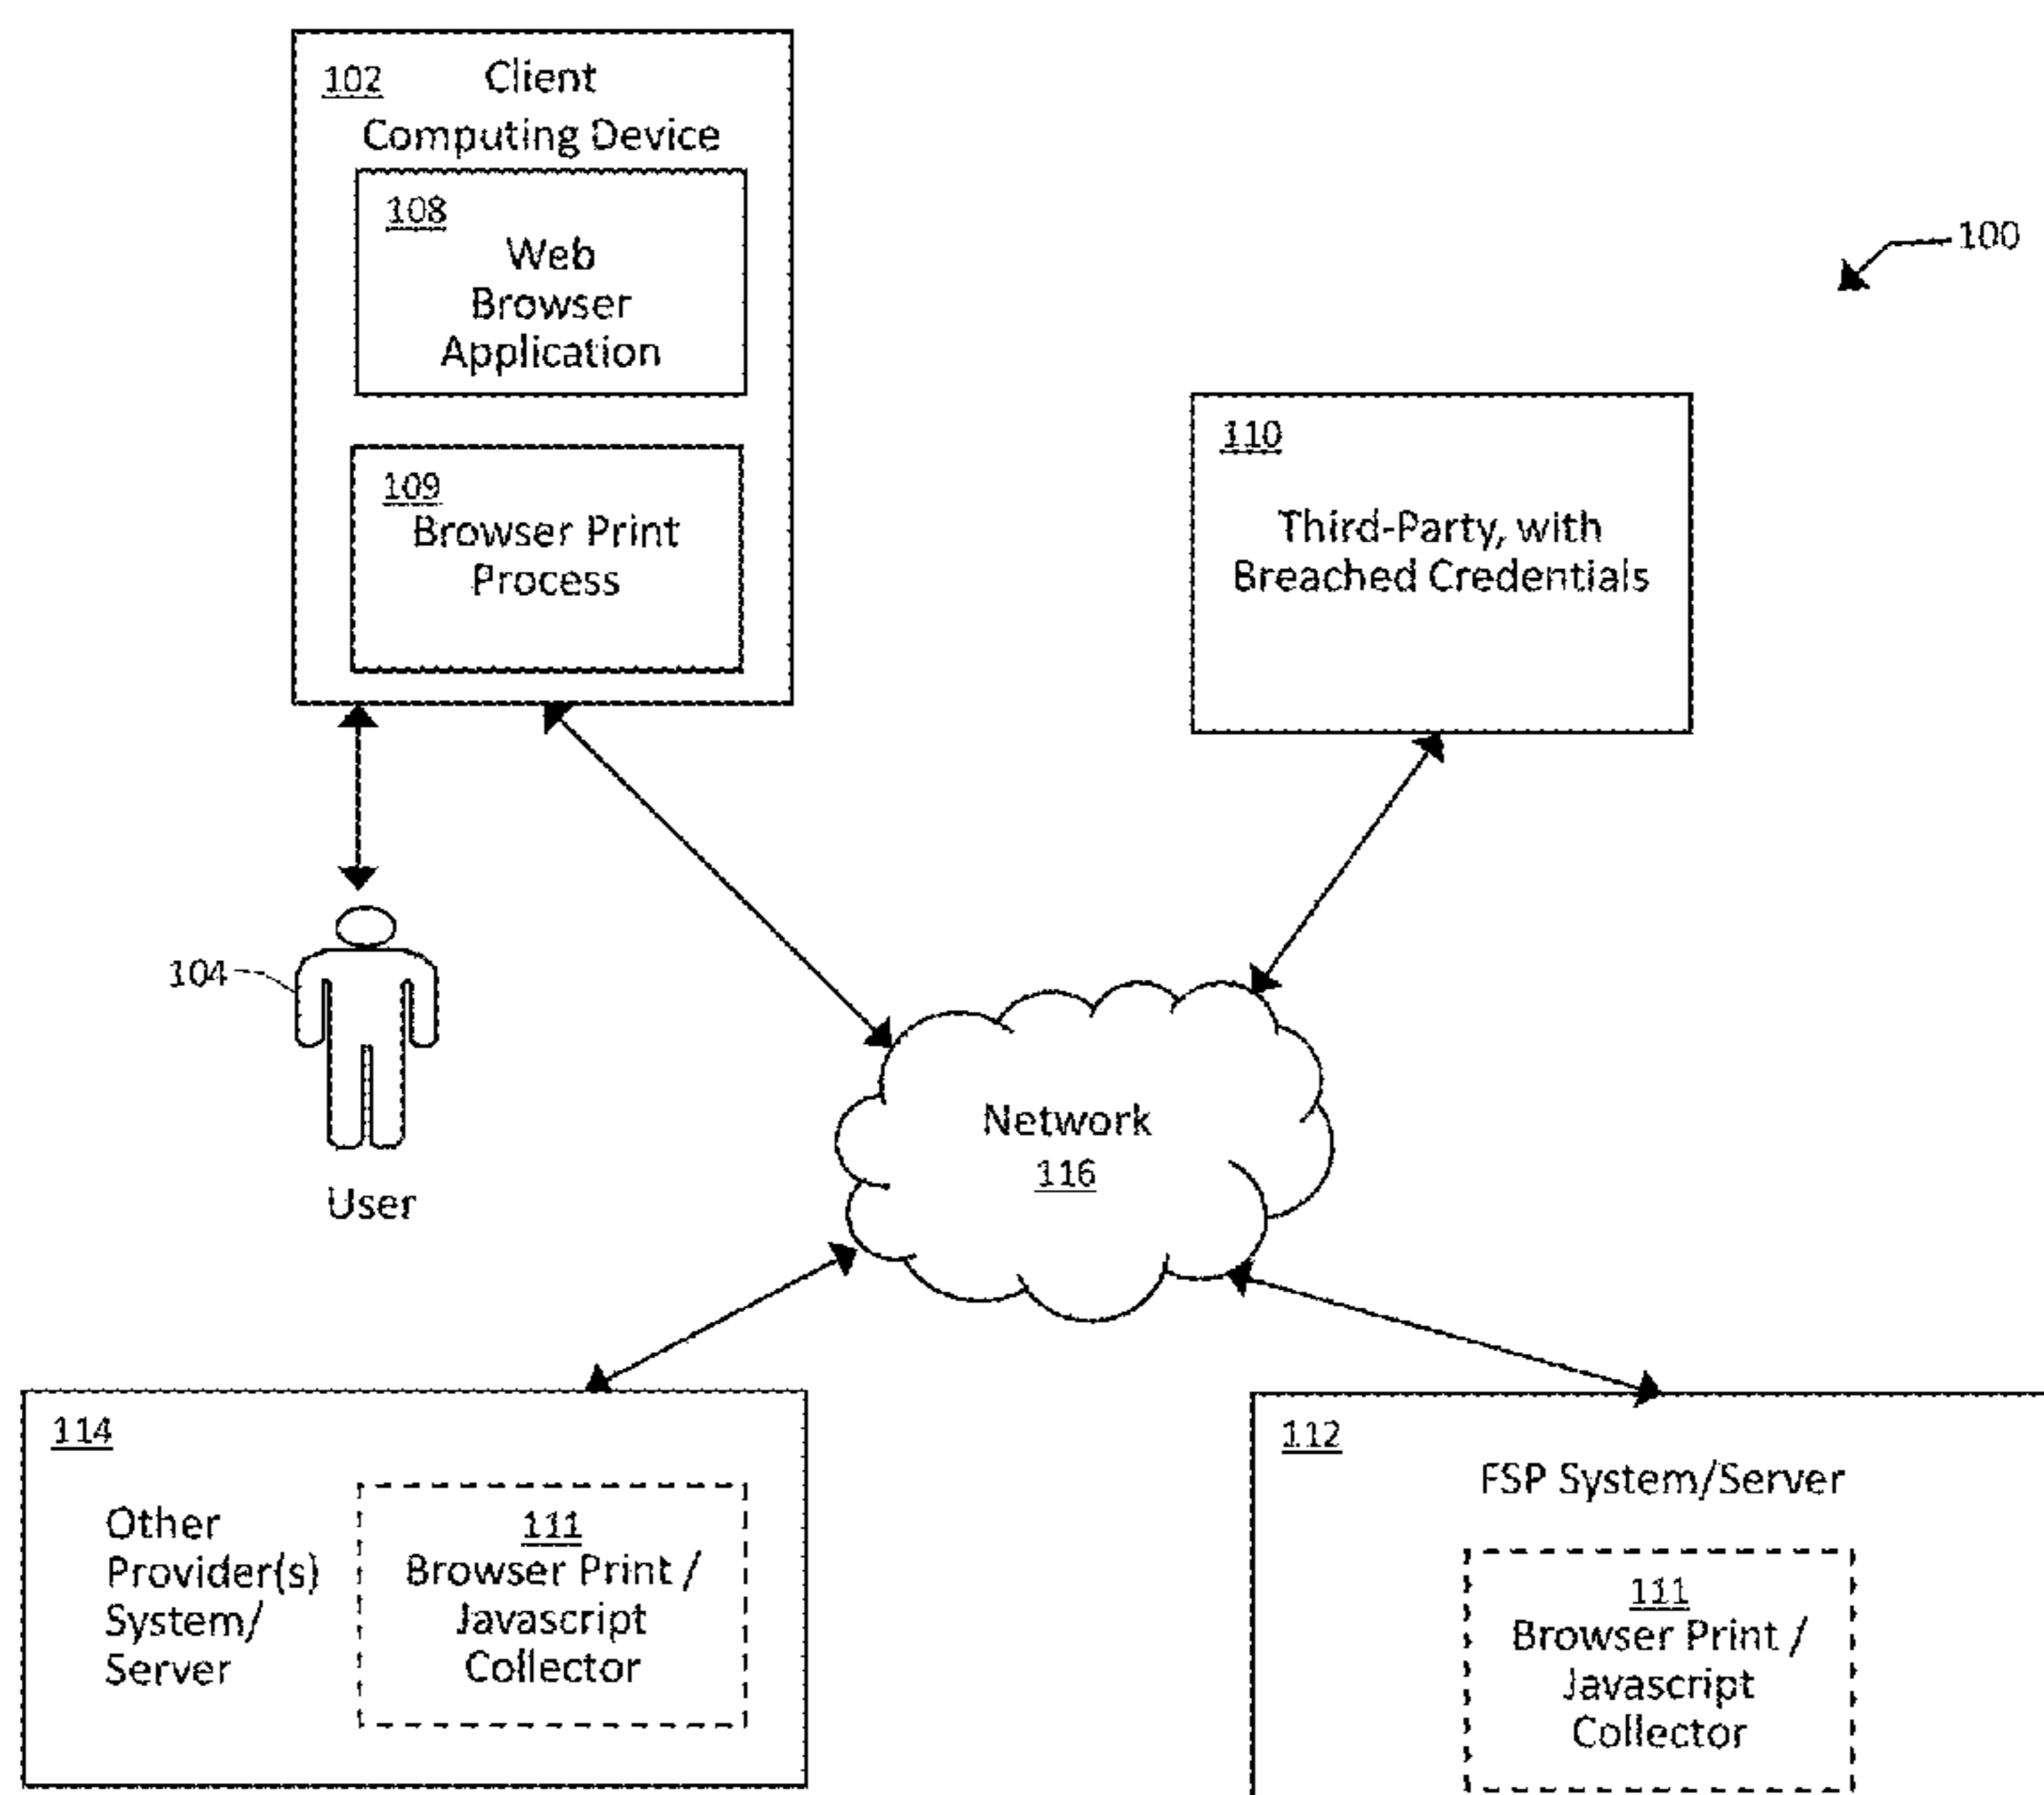 102
Client
Computing Device
108
Web
Browser
Application
109
Browser Print
Process
100
110
Third-Party, with
Breached Credentials
104
User
Network
116
114
Other
Provider(s)
System/
Server
111
Browser Print /
Javascript
Collector
112
FSP System/Server
111
Browser Print /
Javascript
Collector